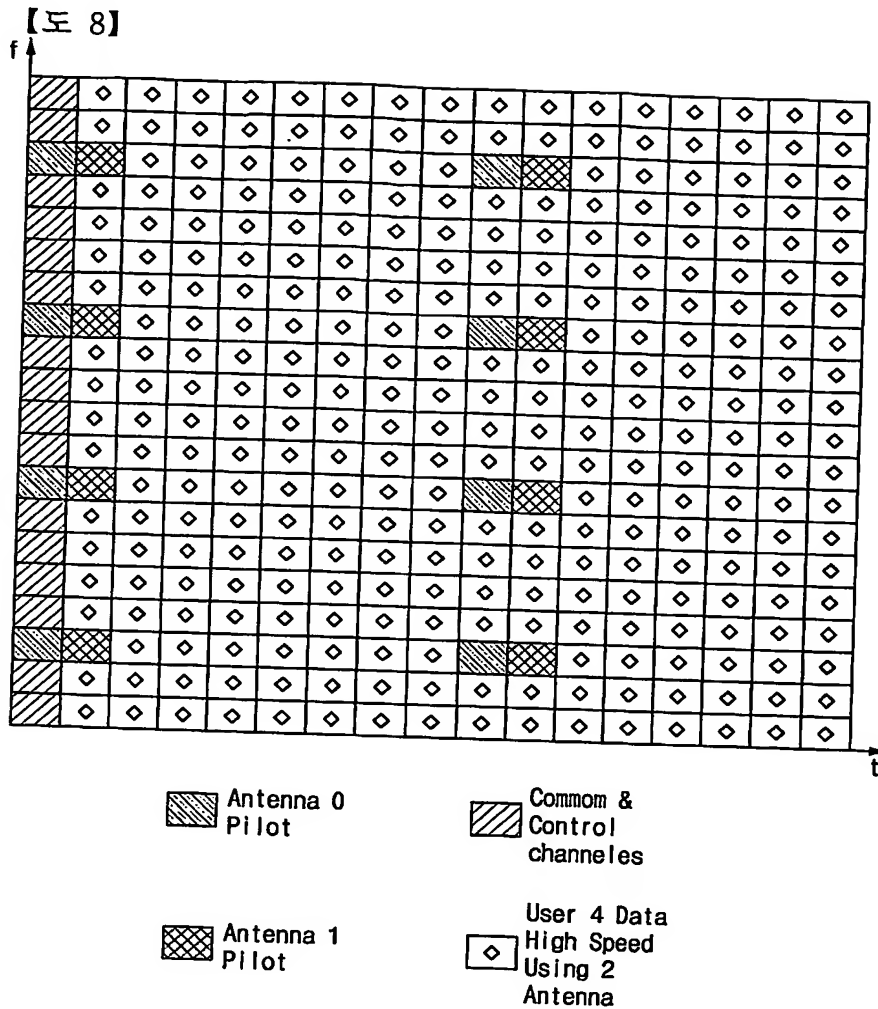 【도 8】
f
t
Antenna 0
Pilot
Commom &
Control
channeles
Antenna 1
Pilot
User 4 Data
High Speed
Using 2
Antenna